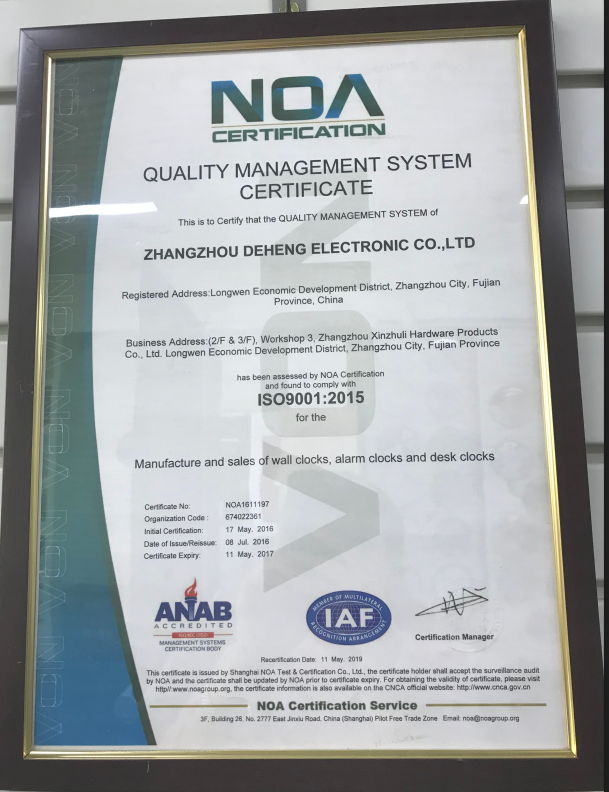 NOA
CERTIFICATION
QUALITY MANAGEMENT SYSTEM
CERTIFICATE
This is to Certify that the QUALITY MANAGEMENT SYSTEM of
ZHANGZHOU DEHENG ELECTRONIC CO.,LTD
Registered Address:Longwen Economic Development District, Zhangzhou City, Fujian
Province, China
Business Address:(2/F & 3/F), Workshop 3, Zhangzhou Xinzhuli Hardware Products
Co., Ltd. Longwen Economic Development District, Zhangzhou City, Fujian Province
has been assessed by NOA Certification
and found to comply with
ISO9001:2015
for the
Manufacture and sales of wall clocks, alarm clocks and desk clocks
Certificate No: NOA1611197
Organization Code : 674022361
Initial Certification: 17 May. 2016
Date of Issue/Reissue: 08 Jul. 2016
Certificate Expiry: 11 May. 2017
ANAB
ACCREDITED
MANAGEMENT SYSTEMS
CERTIFICATION BODY
MEMBER OF MULTILATERAL
IAF
RECOGNITION ARRANGEMENT
Certification Manager
Recertification Date: 11 May. 2019
This certificate is issued by Shanghai NOA Test & Certification Co., Ltd., the certificate holder shall accept the surveillance audit
by NOA and the certificate shall be updated by NOA prior to certificate expiry. For obtaining the validity of certificate, please visit
http//:www.noagroup.org, the certificate information is also available on the CNCA official website: http://www.cnca.gov.cn
NOA Certification Service
3F, Building 26. No. 2777 East Jinxiu Road, China (Shanghai) Pilot Free Trade Zone Email: noa@noagroup.org